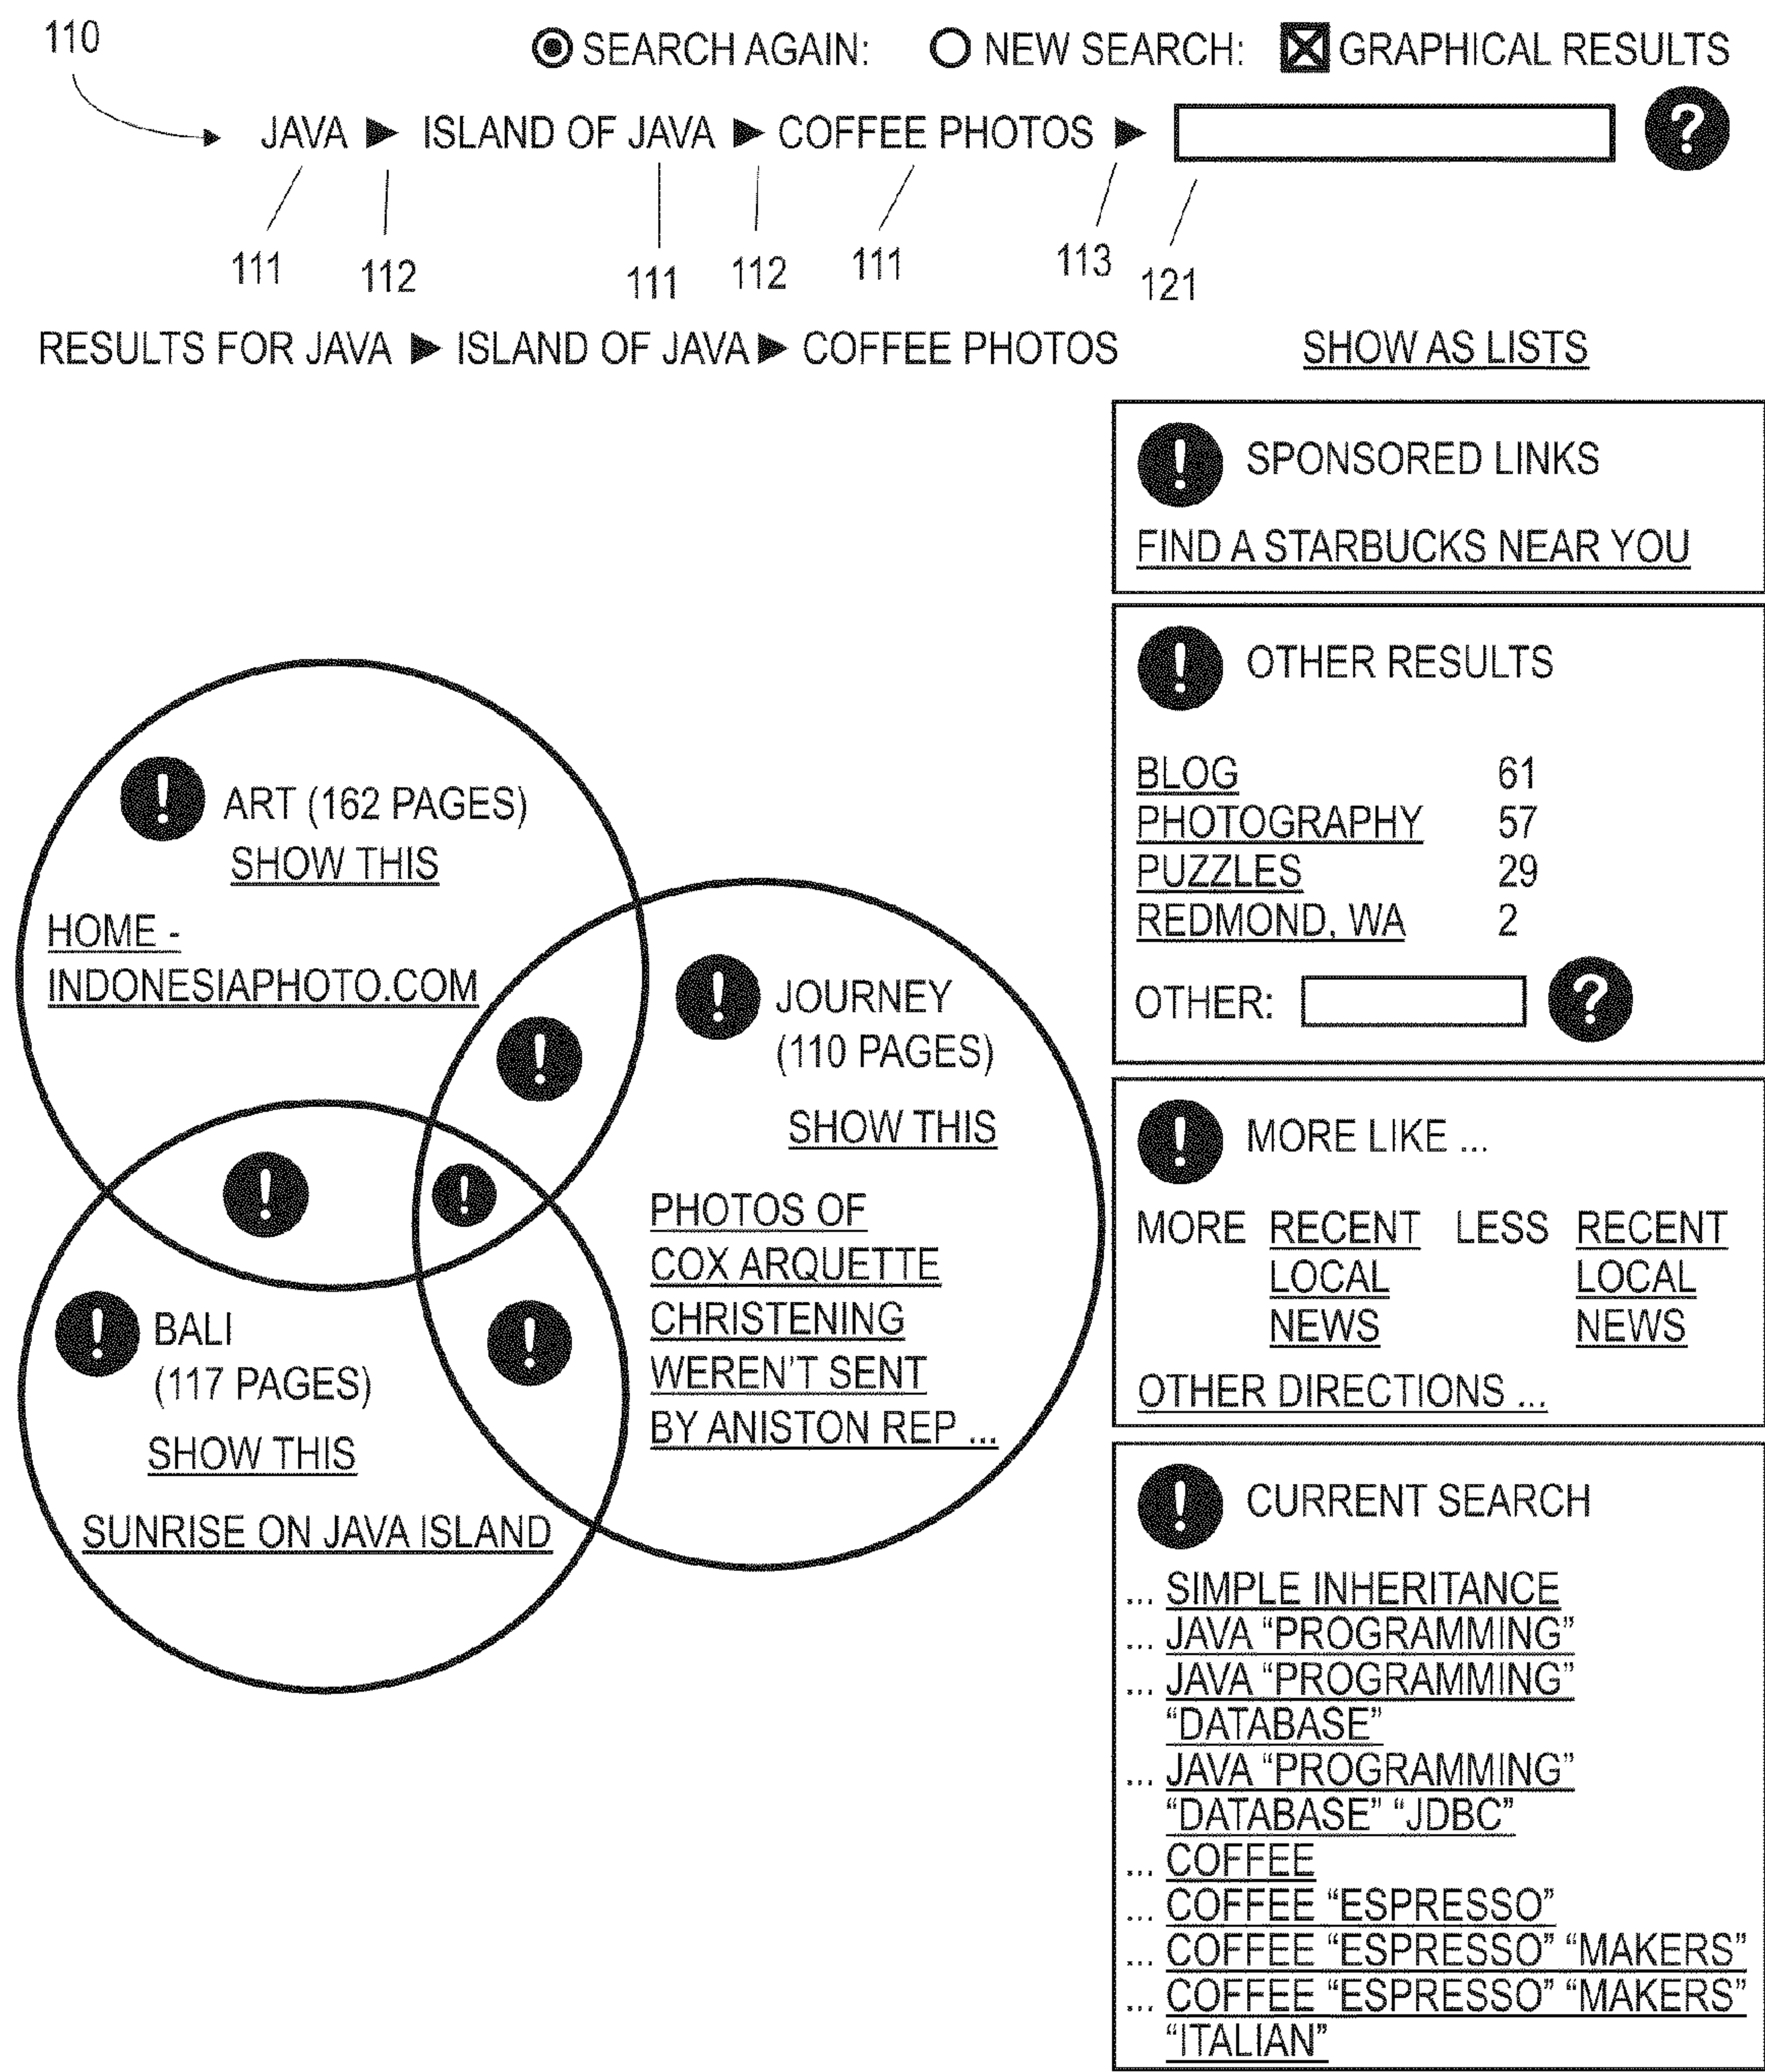 110
SEARCH AGAIN: NEW SEARCH: GRAPHICAL RESULTS
JAVA ▶ ISLAND OF JAVA ▶ COFFEE PHOTOS ▶ ?
111 112 111 112 111 113 121
RESULTS FOR JAVA ▶ ISLAND OF JAVA ▶ COFFEE PHOTOS
SHOW AS LISTS
! SPONSORED LINKS
FIND A STARBUCKS NEAR YOU
! OTHER RESULTS
BLOG 61
PHOTOGRAPHY 57
PUZZLES 29
REDMOND, WA 2
OTHER: ?
! MORE LIKE ...
MORE RECENT LESS RECENT
LOCAL LOCAL
NEWS NEWS
OTHER DIRECTIONS ...
! CURRENT SEARCH
... SIMPLE INHERITANCE
... JAVA “PROGRAMMING”
... JAVA “PROGRAMMING”
“DATABASE”
... JAVA “PROGRAMMING”
“DATABASE” “JDBC”
... COFFEE
... COFFEE “ESPRESSO”
... COFFEE “ESPRESSO” “MAKERS”
... COFFEE “ESPRESSO” “MAKERS”
“ITALIAN”
! ART (162 PAGES)
SHOW THIS
HOME -
INDONESIAPHOTO.COM
! JOURNEY
(110 PAGES)
SHOW THIS
PHOTOS OF
COX ARQUETTE
CHRISTENING
WEREN'T SENT
BY ANISTON REP ...
!
!
!
!
! BALI
(117 PAGES)
SHOW THIS
SUNRISE ON JAVA ISLAND